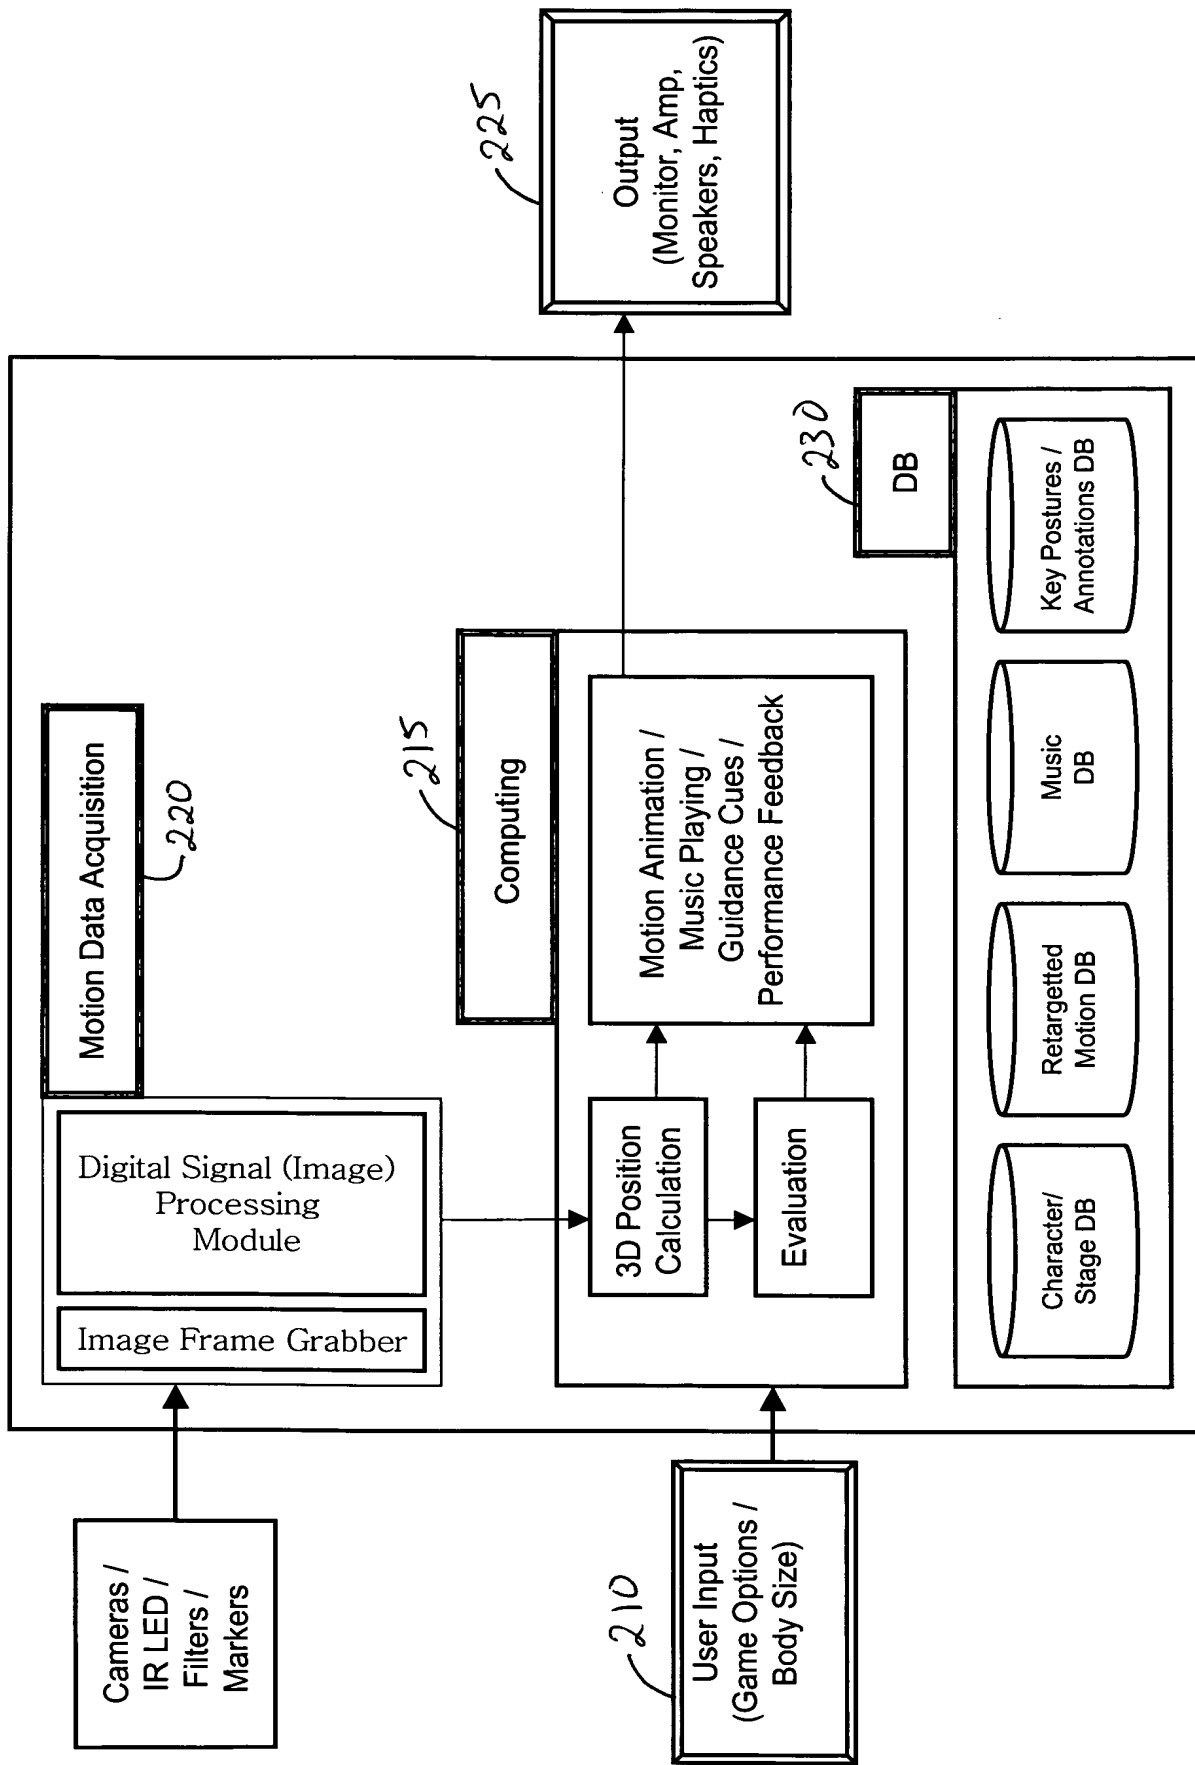 Cameras /
IR LED /
Filters /
Markers
Image Frame Grabber
Digital Signal (Image)
Processing
Module
Motion Data Acquisition
220
User Input
(Game Options /
Body Size)
210
3D Position
Calculation
Evaluation
Motion Animation /
Music Playing /
Guidance Cues /
Performance Feedback
Computing
215
Output
(Monitor, Amp,
Speakers, Haptics)
225
DB
230
Character/
Stage DB
Retargetted
Motion DB
Music
DB
Key Postures /
Annotations DB